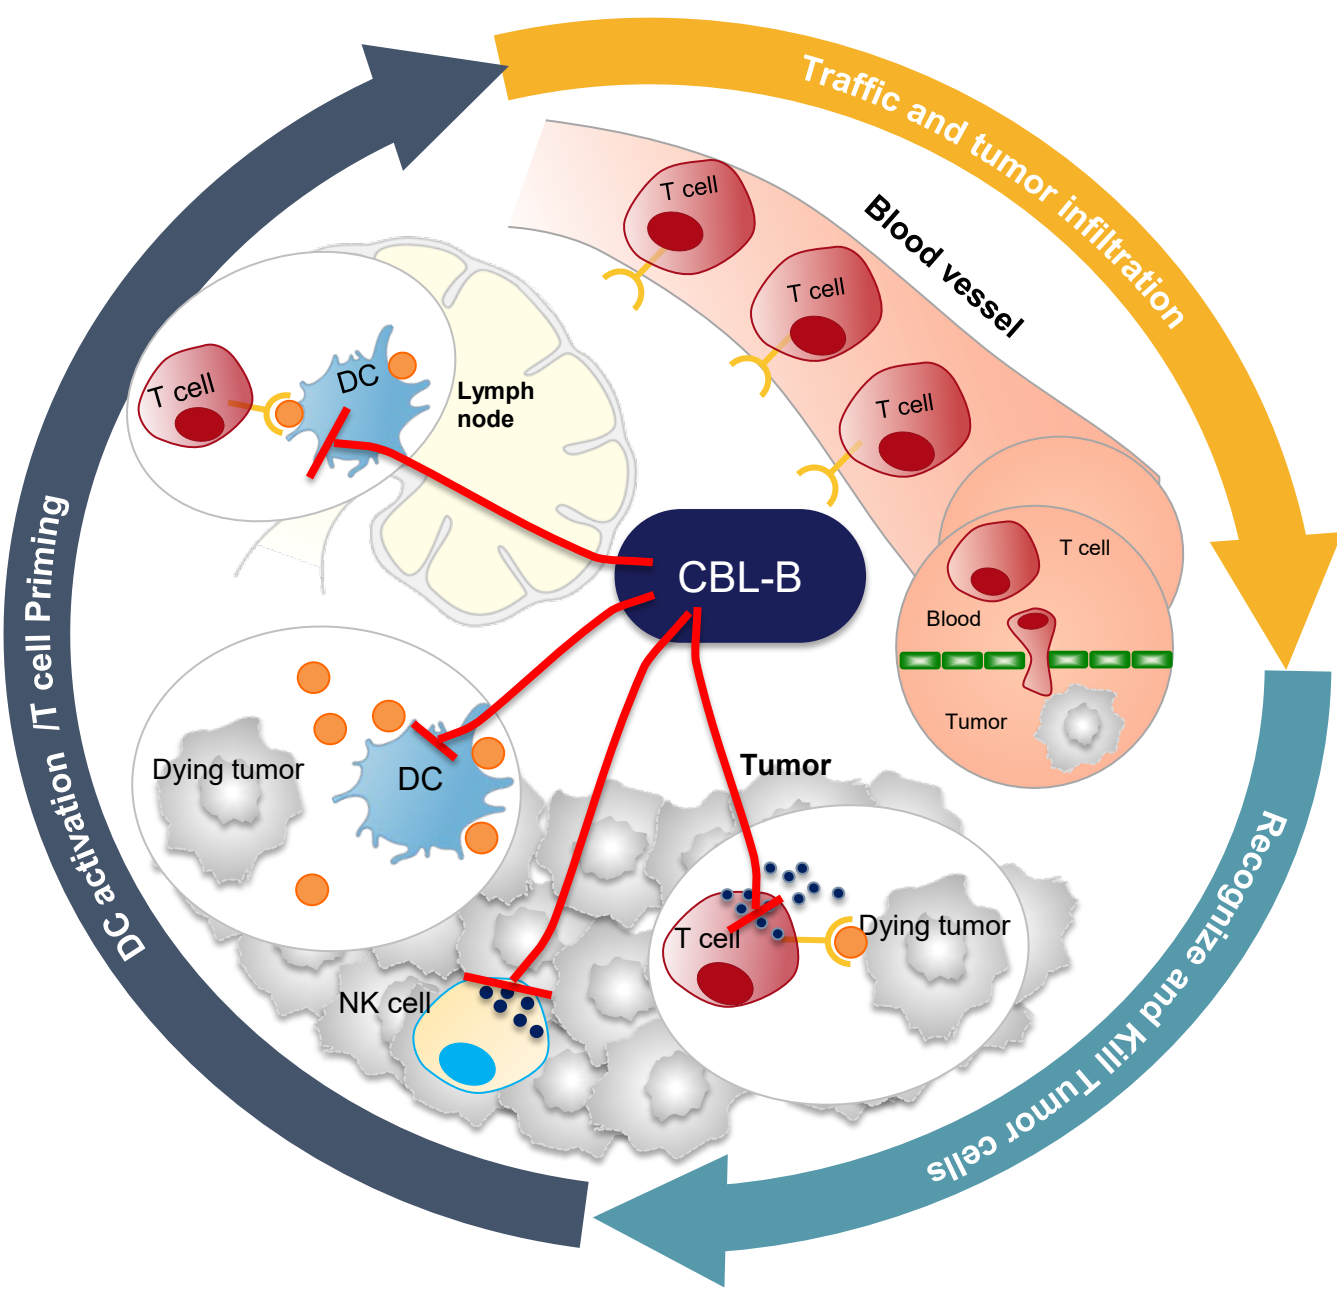 Traffic and tumor infiltration
T cell
Blood vessel
T cell
T cell
DC
T cell
Lymph
node
T cell
CBL-B
Blood
Tumor
DC activation /T cell Priming
Dying tumor
DC
Tumor
T cell
Dying tumor
NK cell
Recognize and Kill Tumor cells